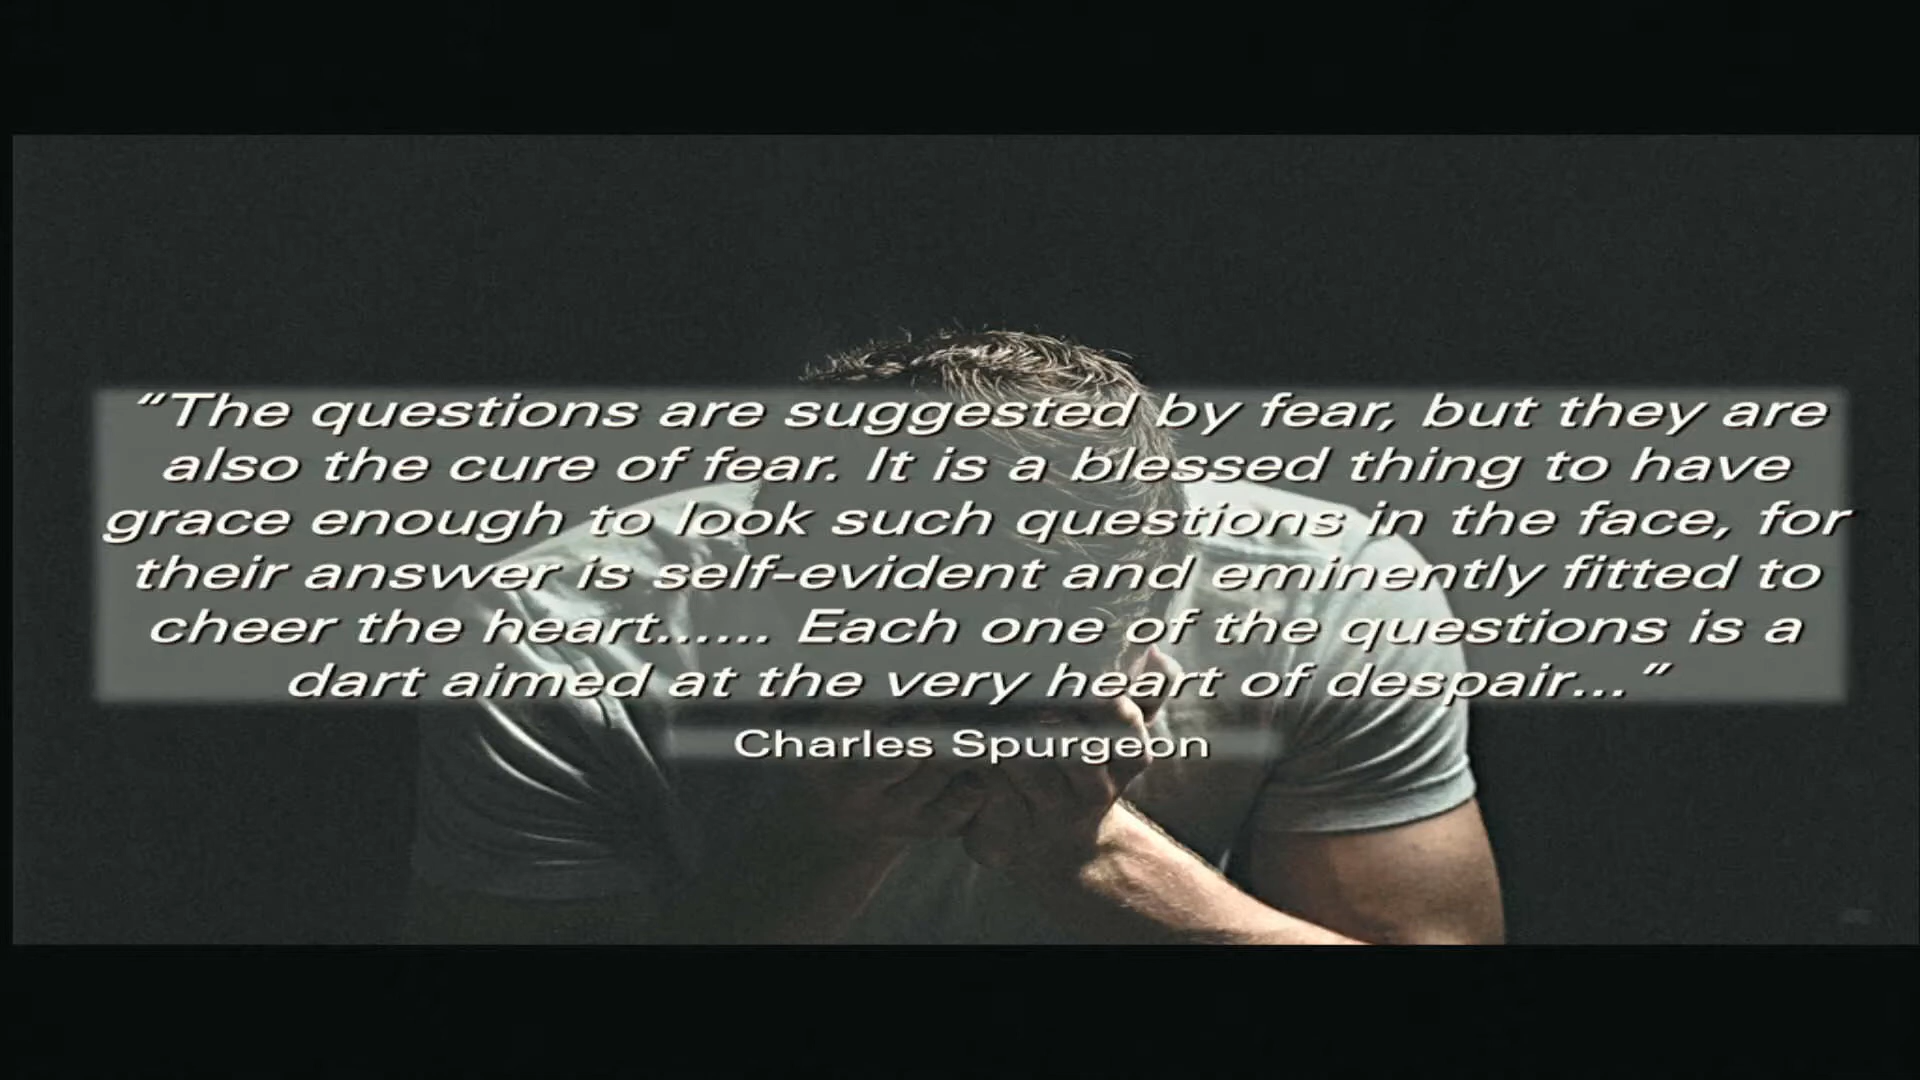 “The questions are suggested by fear, but they are
also the cure of fear. It is a blessed thing to have
grace enough to look such questions in the face, for
their answer is self-evident and eminently fitted to
cheer the heart...... Each one of the questions is a
dart aimed at the very heart of despair...”
Charles Spurgeon